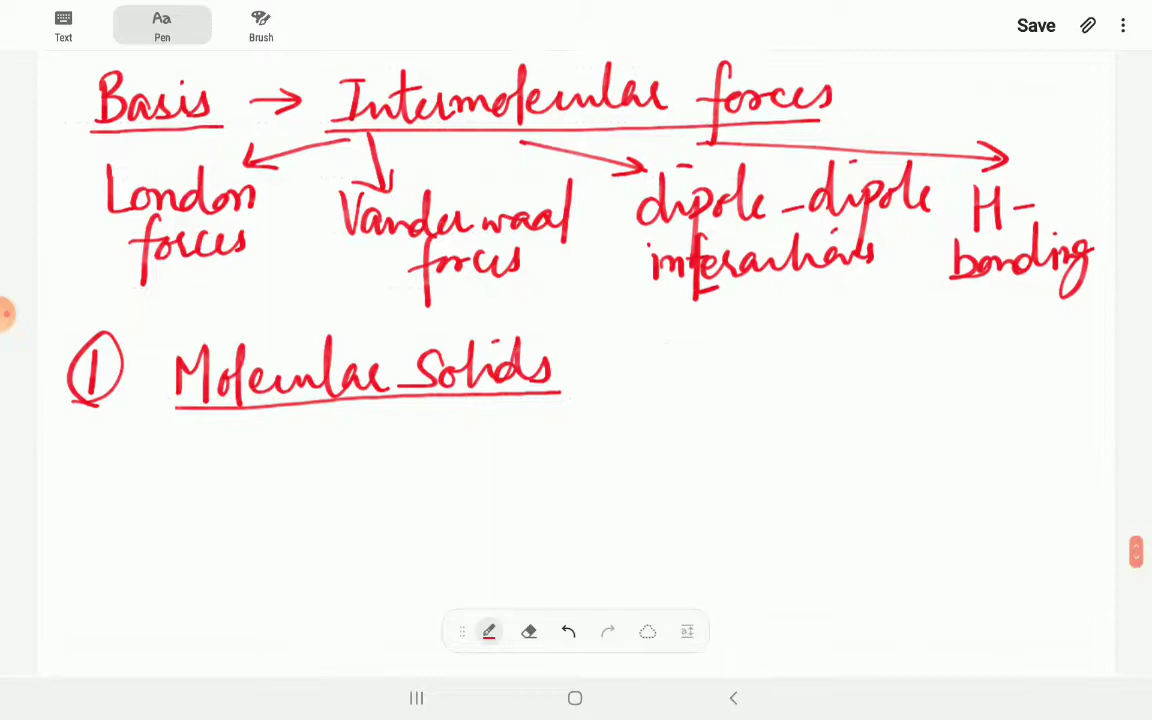 Save
Text
Aa
Pen
Brush
Basis → Intermolecular forces
London forces
Vander waal forces
dipole-dipole interactions
H-bonding
① Molecular Solids